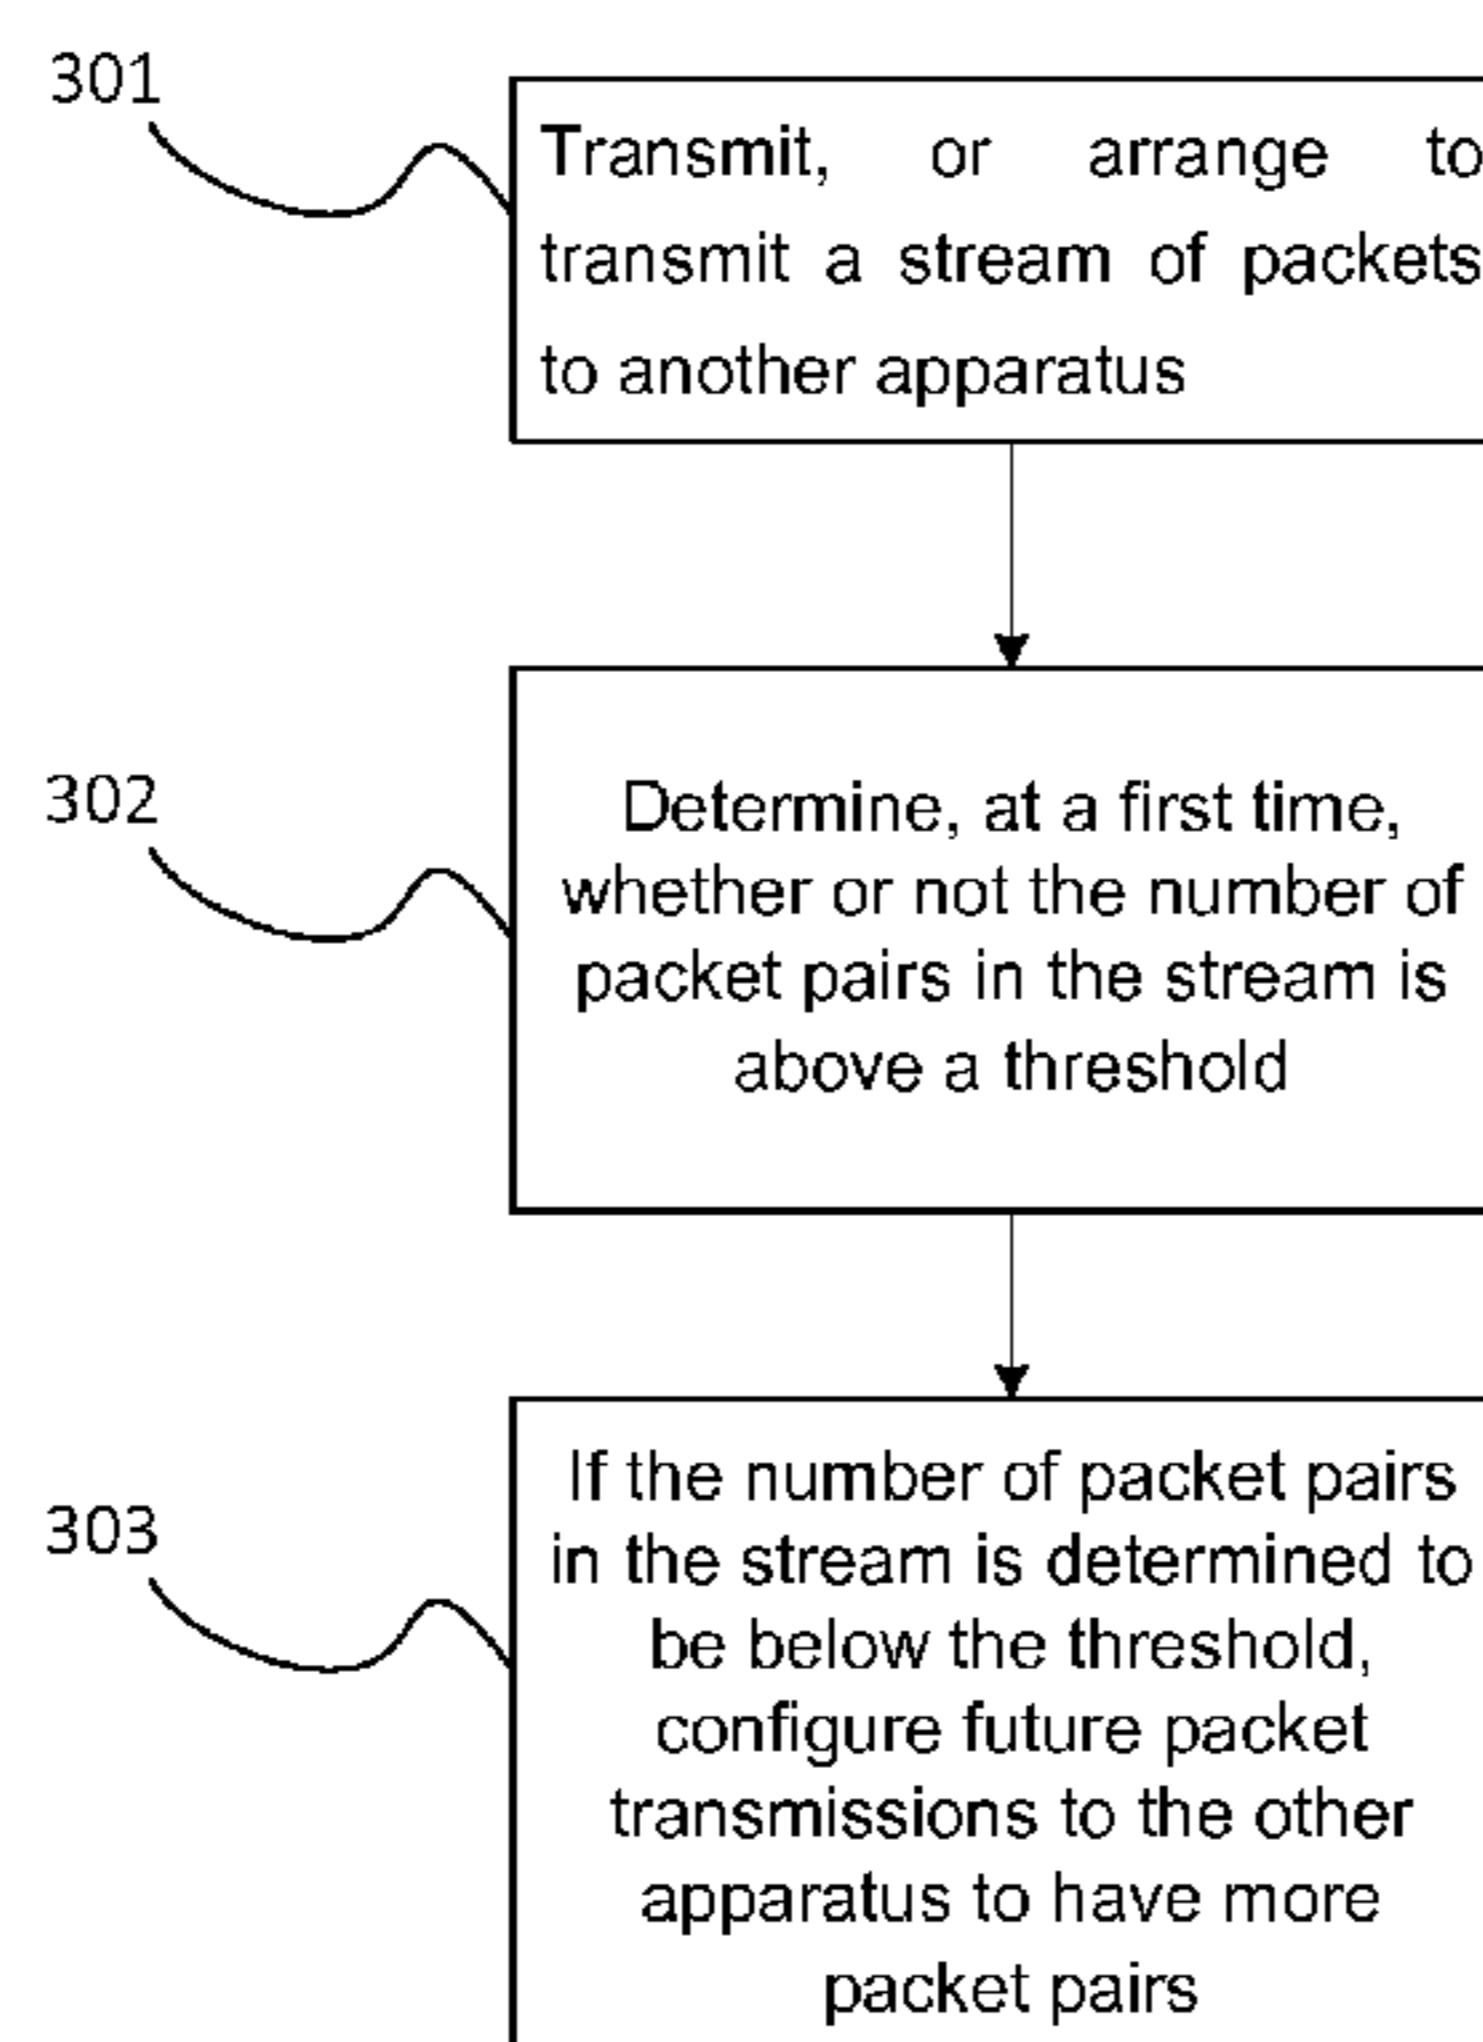 301
Transmit, or arrange to
transmit a stream of packets
to another apparatus
302
Determine, at a first time,
whether or not the number of
packet pairs in the stream is
above a threshold
303
If the number of packet pairs
in the stream is determined to
be below the threshold,
configure future packet
transmissions to the other
apparatus to have more
packet pairs